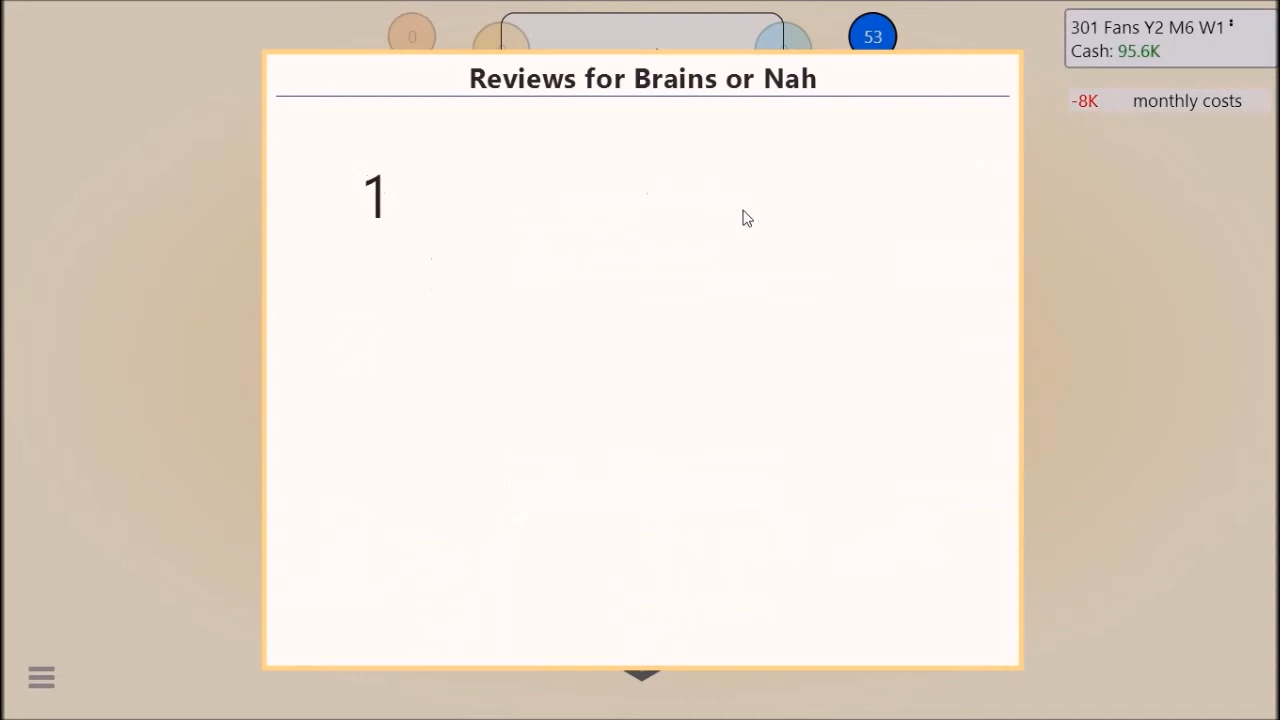 0
53
301 Fans Y2 M6 W1
Cash: 95.6K
-8K monthly costs
Reviews for Brains or Nah
1